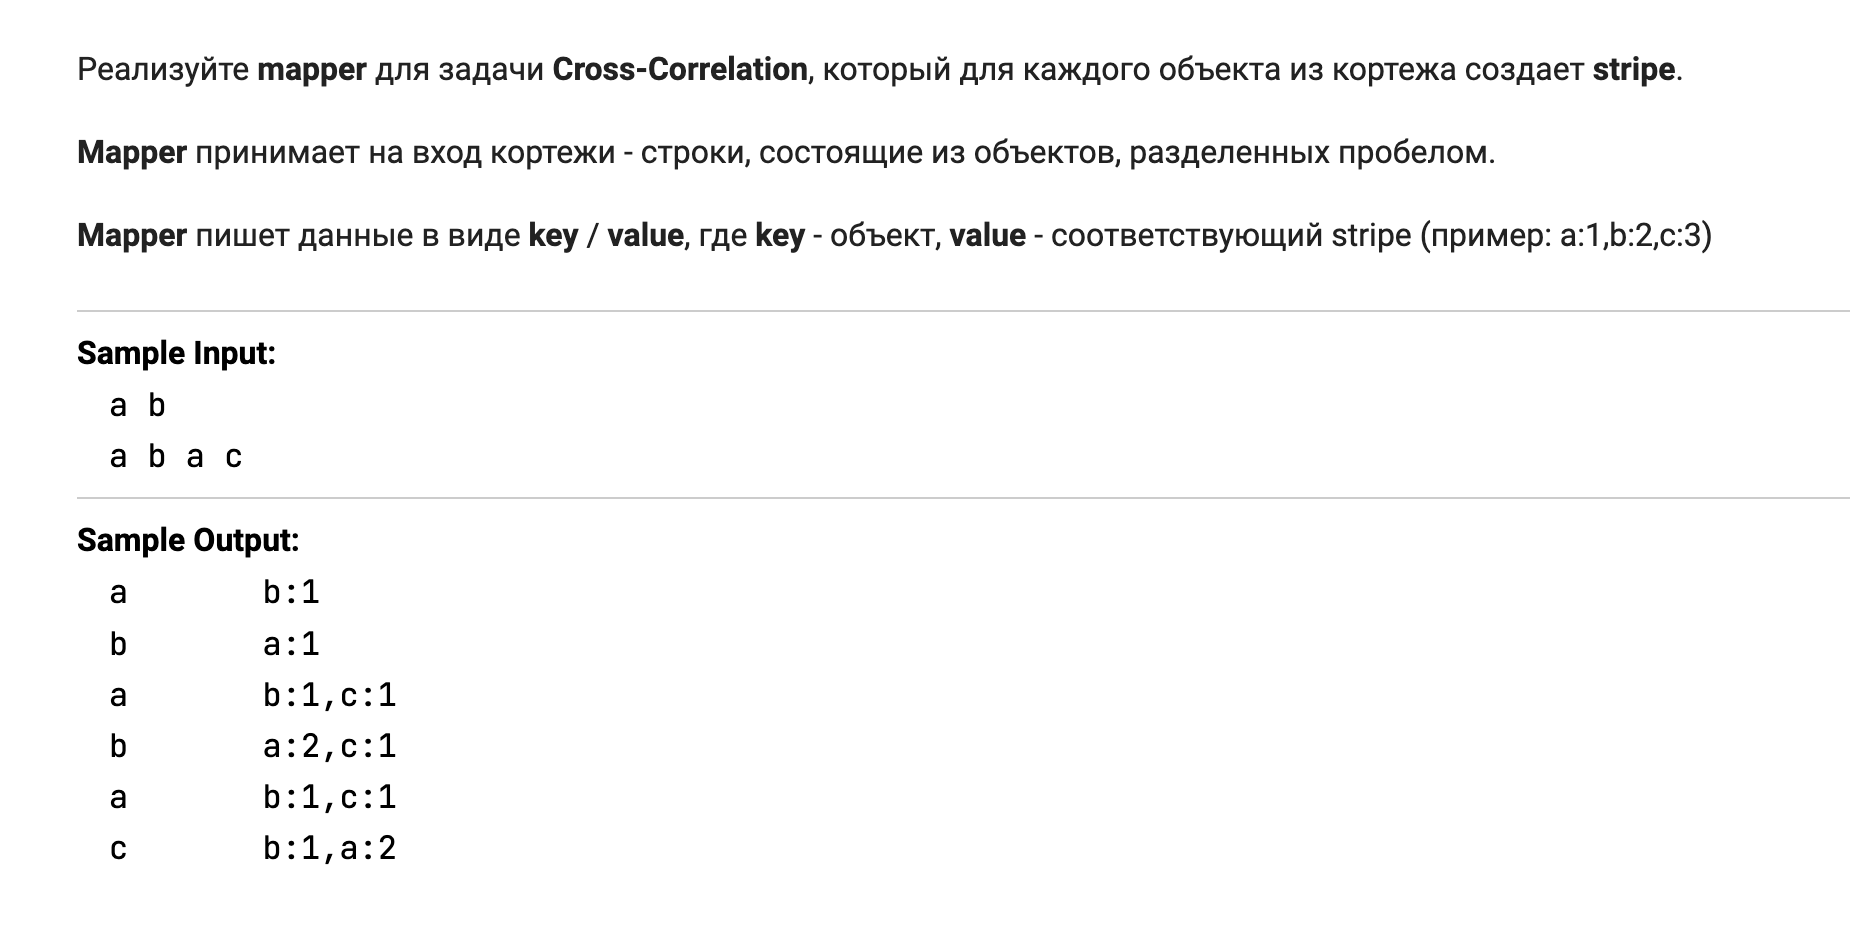 Реализуйте mapper для задачи Cross-Correlation, который для каждого объекта из кортежа создает stripe.
Mapper принимает на вход кортежи - строки, состоящие из объектов, разделенных пробелом.
Mapper пишет данные в виде key / value, где key - объект, value - соответствующий stripe (пример: a:1,b:2,c:3)
Sample Input:
a b
a b a c
Sample Output:
a b:1
b a:1
a b:1,c:1
b a:2,c:1
a b:1,c:1
c b:1,a:2